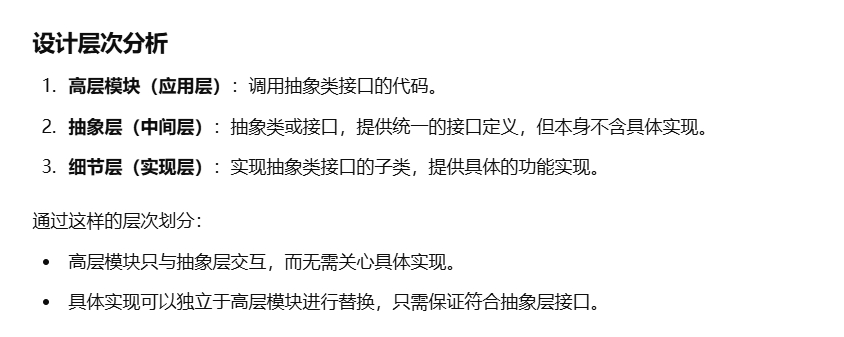 设计层次分析
1. 高层模块（应用层）：调用抽象类接口的代码。
2. 抽象层（中间层）：抽象类或接口，提供统一的接口定义，但本身不含具体实现。
3. 细节层（实现层）：实现抽象类接口的子类，提供具体的功能实现。
通过这样的层次划分：
• 高层模块只与抽象层交互，而无需关心具体实现。
• 具体实现可以独立于高层模块进行替换，只需保证符合抽象层接口。